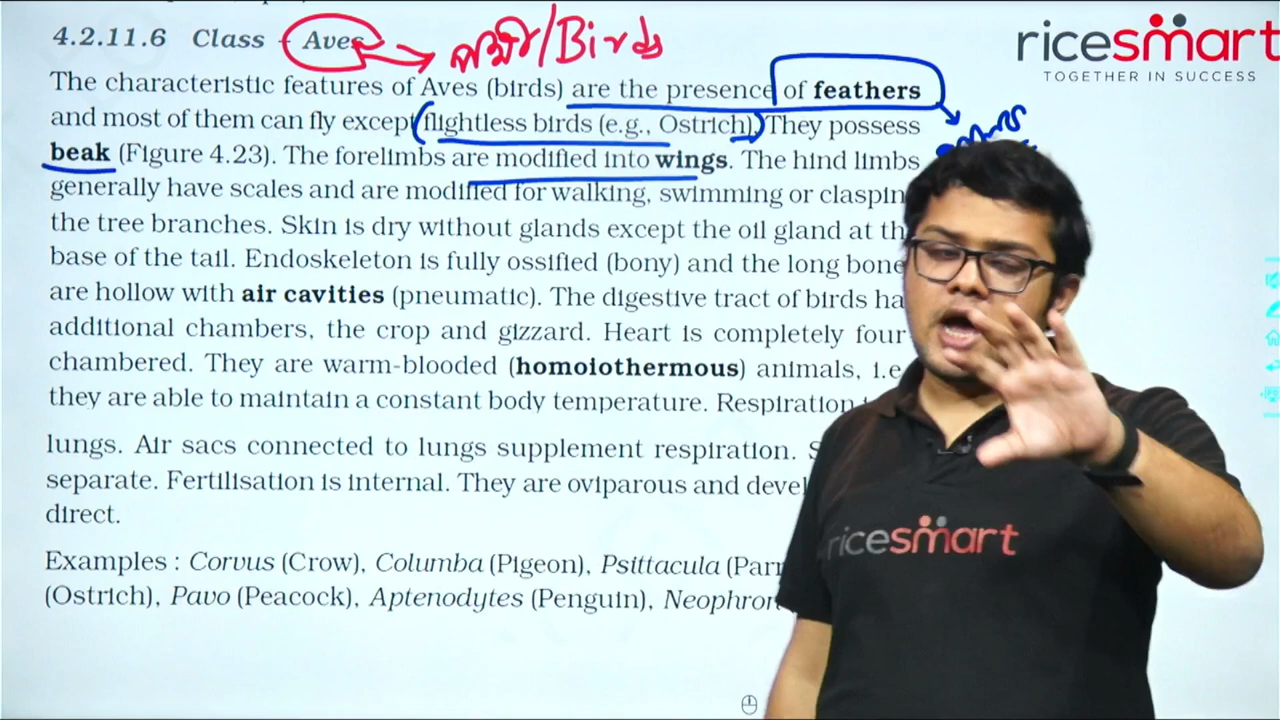 4.2.11.6 Class – Aves
পাখি/Birds
ricesmart
TOGETHER IN SUCCESS
The characteristic features of Aves (birds) are the presence of feathers
and most of them can fly except flightless birds (e.g., Ostrich). They possess
beak (Figure 4.23). The forelimbs are modified into wings. The hind limbs
generally have scales and are modified for walking, swimming or claspin
the tree branches. Skin is dry without glands except the oil gland at th
base of the tail. Endoskeleton is fully ossified (bony) and the long bone
are hollow with air cavities (pneumatic). The digestive tract of birds ha
additional chambers, the crop and gizzard. Heart is completely four
chambered. They are warm-blooded (homoiothermous) animals, i.e
they are able to maintain a constant body temperature. Respiration
lungs. Air sacs connected to lungs supplement respiration. S
separate. Fertilisation is internal. They are oviparous and devel
direct.
Examples : Corvus (Crow), Columba (Pigeon), Psittacula (Parr
(Ostrich), Pavo (Peacock), Aptenodytes (Penguin), Neophron
ricesmart